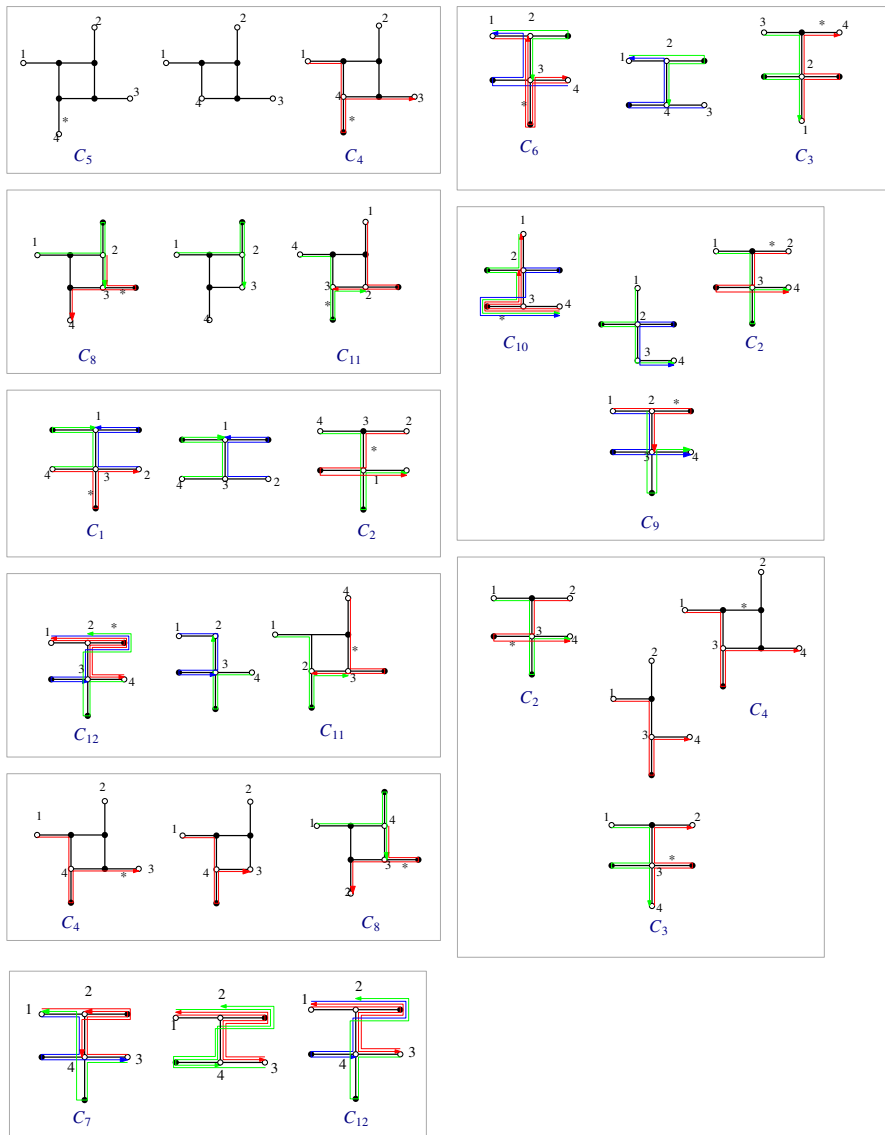 2 2 2
1 1 1
3 3 4 3
* 4 4 *
C5 C4
1 2 2 3 * 4
1
3 2
4 4 3
* 1
C6 C3
1 2 1 2 1
4
3 3 3 2
* *
4 4
C8 C11
1 1 4 3 2
*
4 3 2 4 3 2 1
*
C1 C2
1 2 * 1 2 4
1
*
3 4 3 4 2 3
C12 C11
1 2 1 2 1 4
4 3 * 4 3 3 *
2
C4 C8
1 2 2 2
1 1
4 3 4 3 4 3
C7 C12
1
2 1 * 2
1
3 4 2 3 4
*
C10 3 4 C2
1 2 *
3 4
C9
1 2 2
1 *
3 4 2 3 4
*
C2 1 C4
3 4
1 2
*
3
4
C3